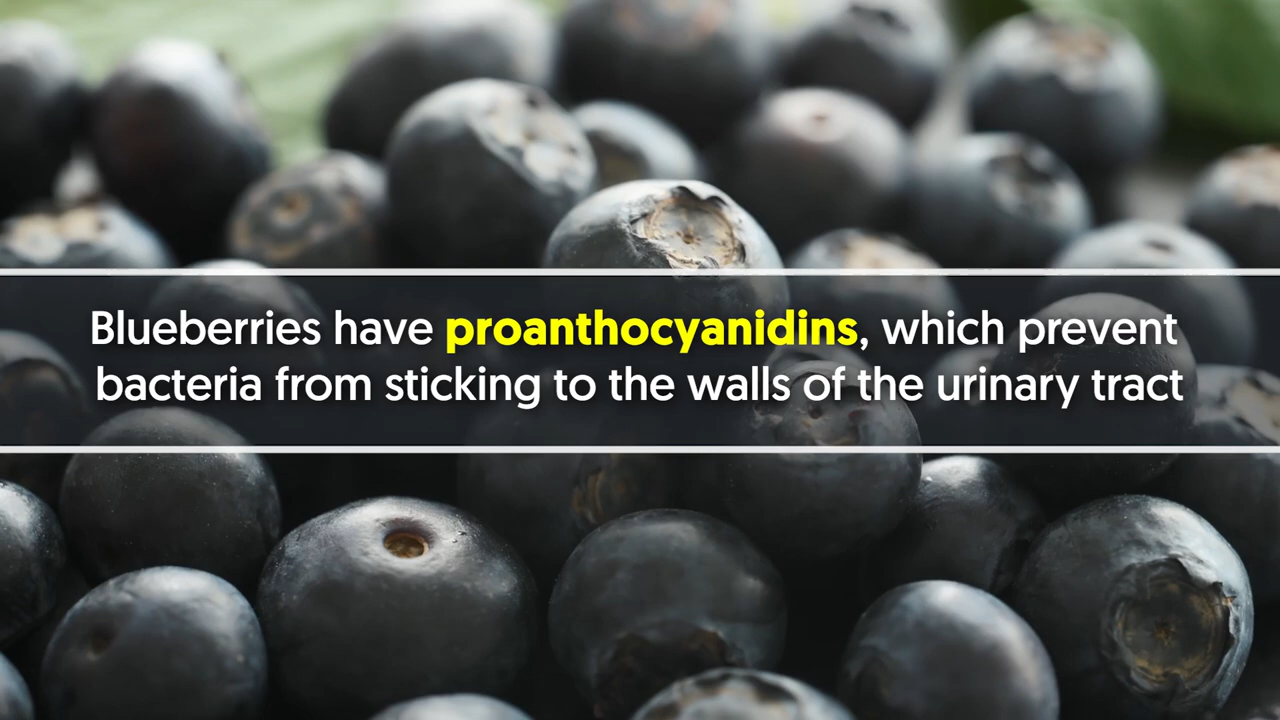 Blueberries have proanthocyanidins, which prevent
bacteria from sticking to the walls of the urinary tract